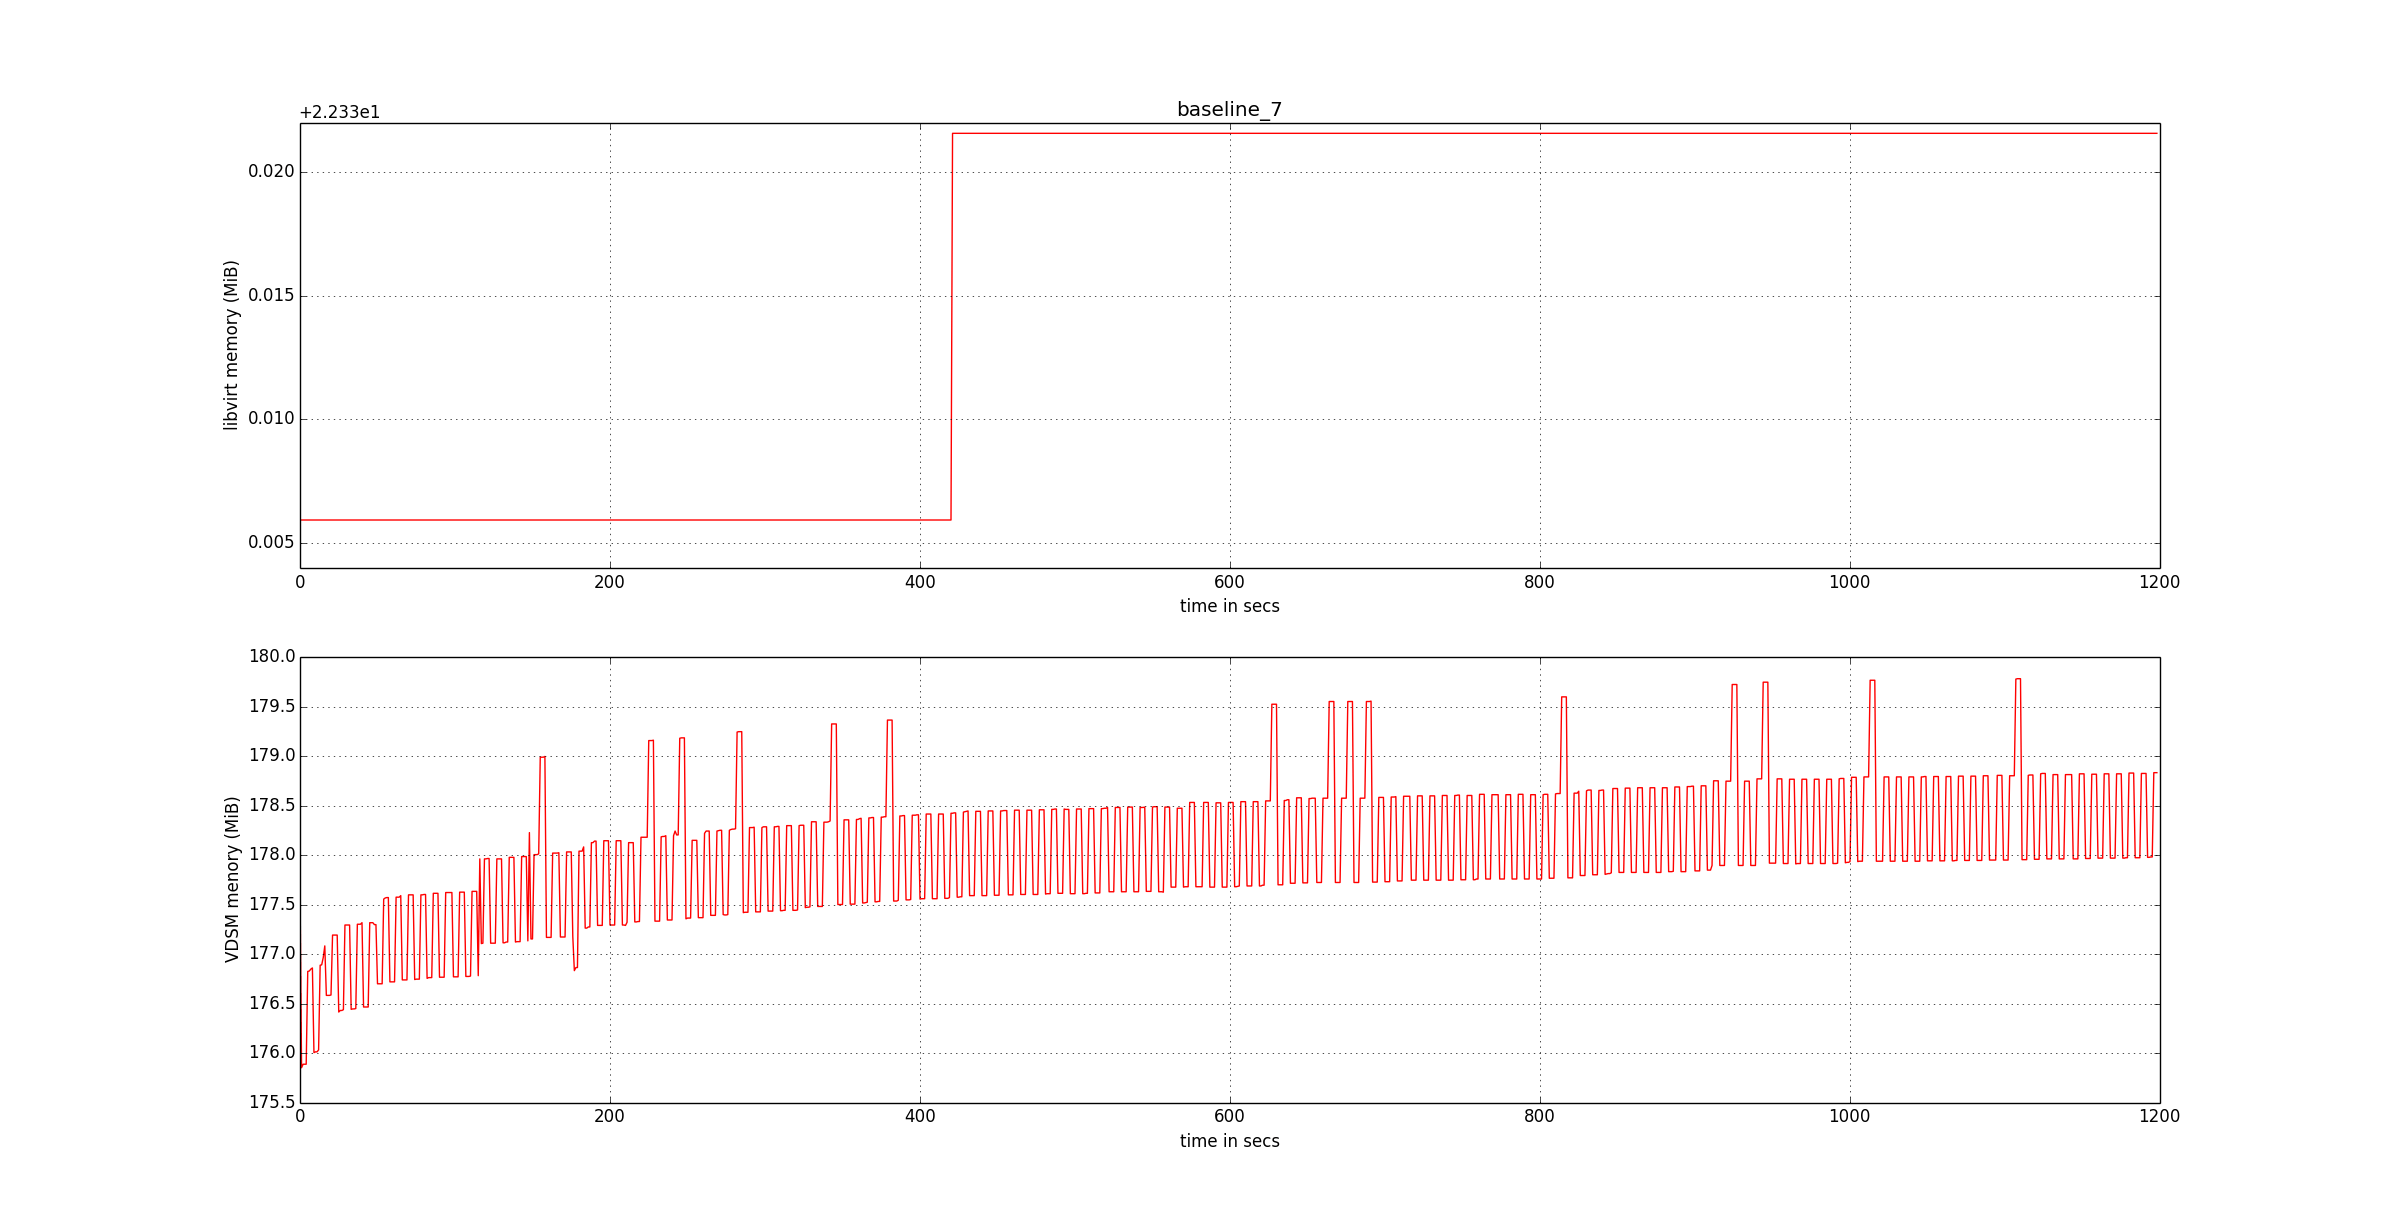 baseline_7
+2.233e1
0.020
0.015
0.010
0.005
libvirt memory (MiB)
0 200 400 600 800 1000 1200
time in secs
180.0
179.5
179.0
178.5
178.0
177.5
177.0
176.5
176.0
175.5
VDSM menory (MiB)
0 200 400 600 800 1000 1200
time in secs